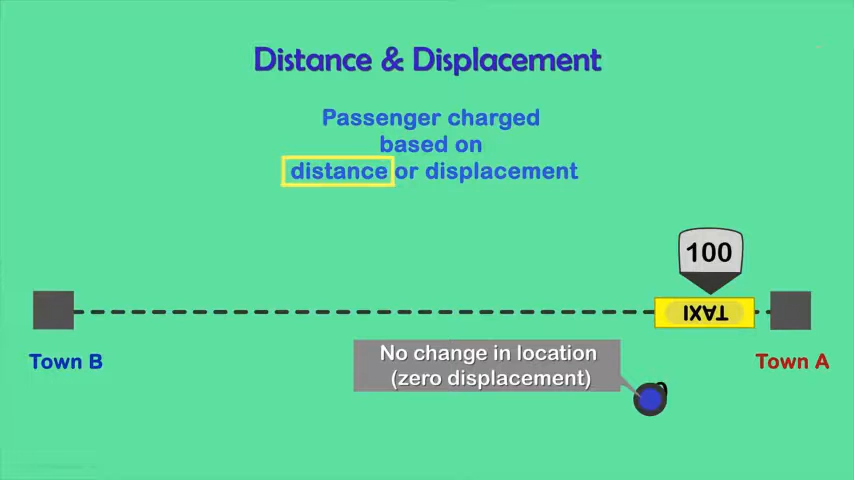 Distance & Displacement
Passenger charged
based on
distance or displacement
100
TAXI
Town B
No change in location
(zero displacement)
Town A